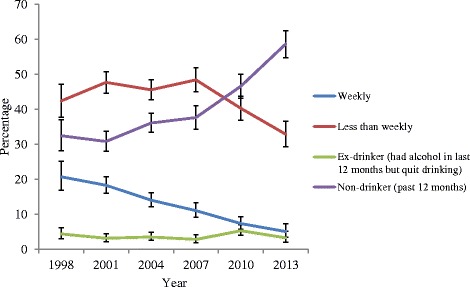 70
60
50
40
30
20
10
0
Percentage
1998 2001 2004 2007 2010 2013
Year
Weekly
Less than weekly
Ex-drinker (had alcohol in last
12 months but quit drinking)
Non-drinker (past 12 months)